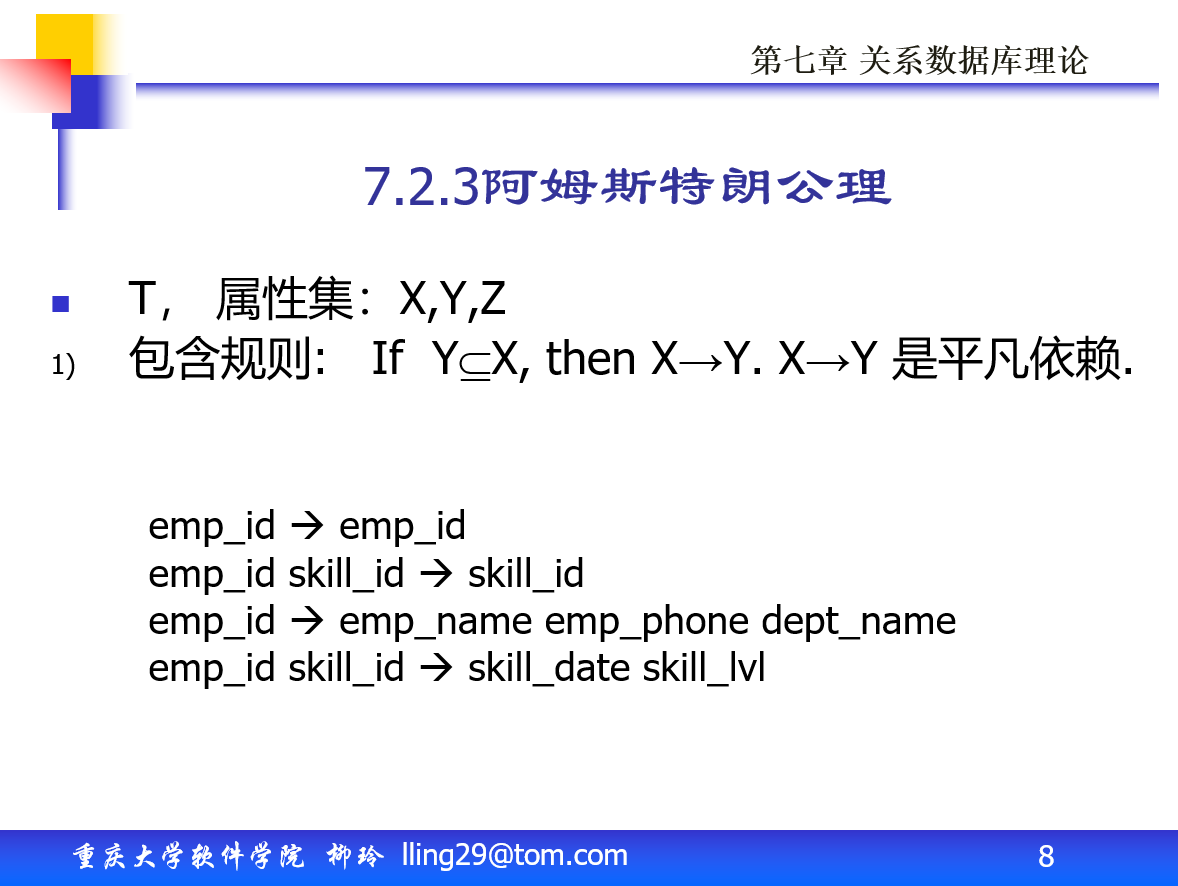 第七章 关系数据库理论
7.2.3阿姆斯特朗公理
■ T， 属性集：X,Y,Z
1) 包含规则: If Y⊆X, then X→Y. X→Y 是平凡依赖.
emp_id → emp_id
emp_id skill_id → skill_id
emp_id → emp_name emp_phone dept_name
emp_id skill_id → skill_date skill_lvl
重庆大学软件学院 柳玲 lling29@tom.com 8